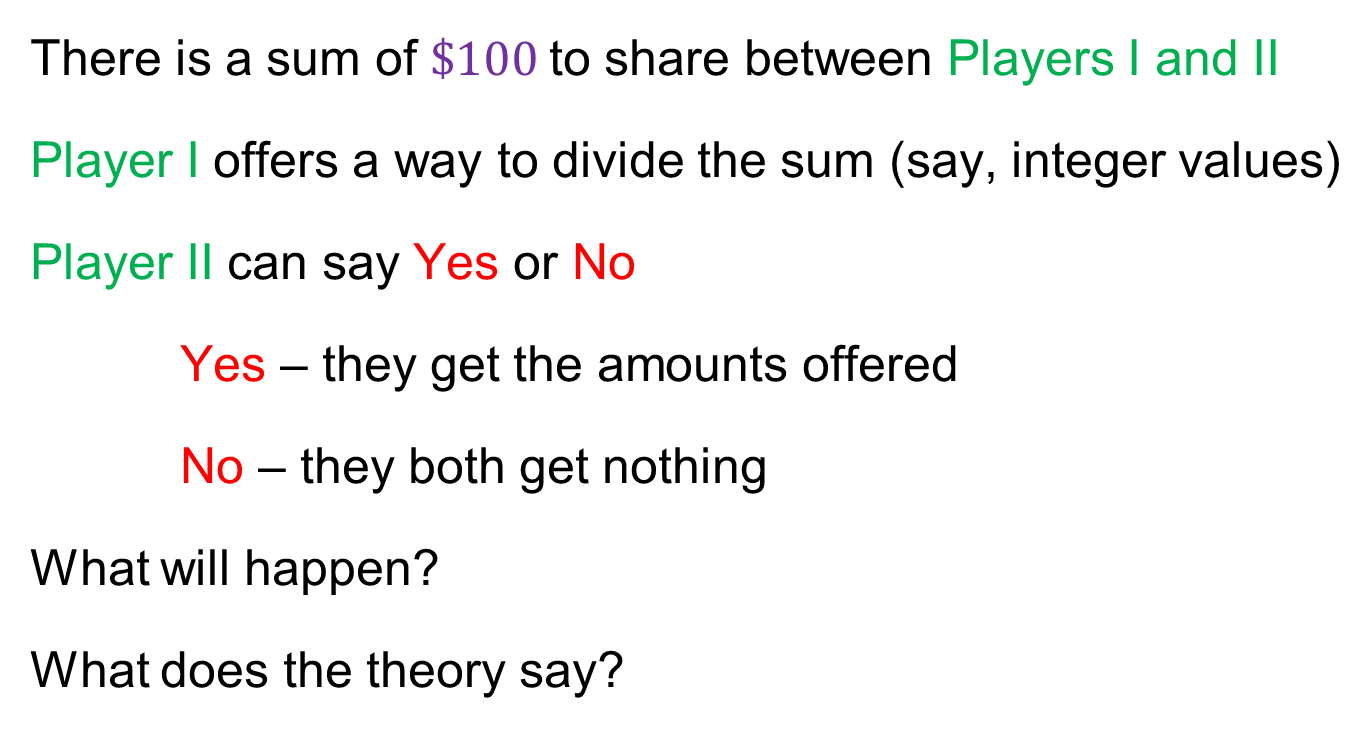 There is a sum of $100 to share between Players I and II
Player I offers a way to divide the sum (say, integer values)
Player II can say Yes or No
Yes – they get the amounts offered
No – they both get nothing
What will happen?
What does the theory say?